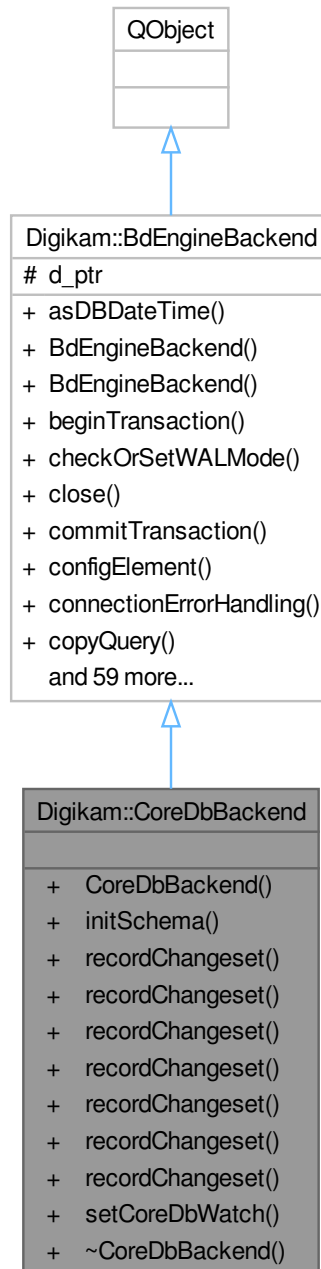 QObject
Digikam::BdEngineBackend
# d_ptr
+ asDBDateTime()
+ BdEngineBackend()
+ BdEngineBackend()
+ beginTransaction()
+ checkOrSetWALMode()
+ close()
+ commitTransaction()
+ configElement()
+ connectionErrorHandling()
+ copyQuery()
and 59 more...
Digikam::CoreDbBackend
+ CoreDbBackend()
+ initSchema()
+ recordChangeset()
+ recordChangeset()
+ recordChangeset()
+ recordChangeset()
+ recordChangeset()
+ recordChangeset()
+ recordChangeset()
+ setCoreDbWatch()
+ ~CoreDbBackend()